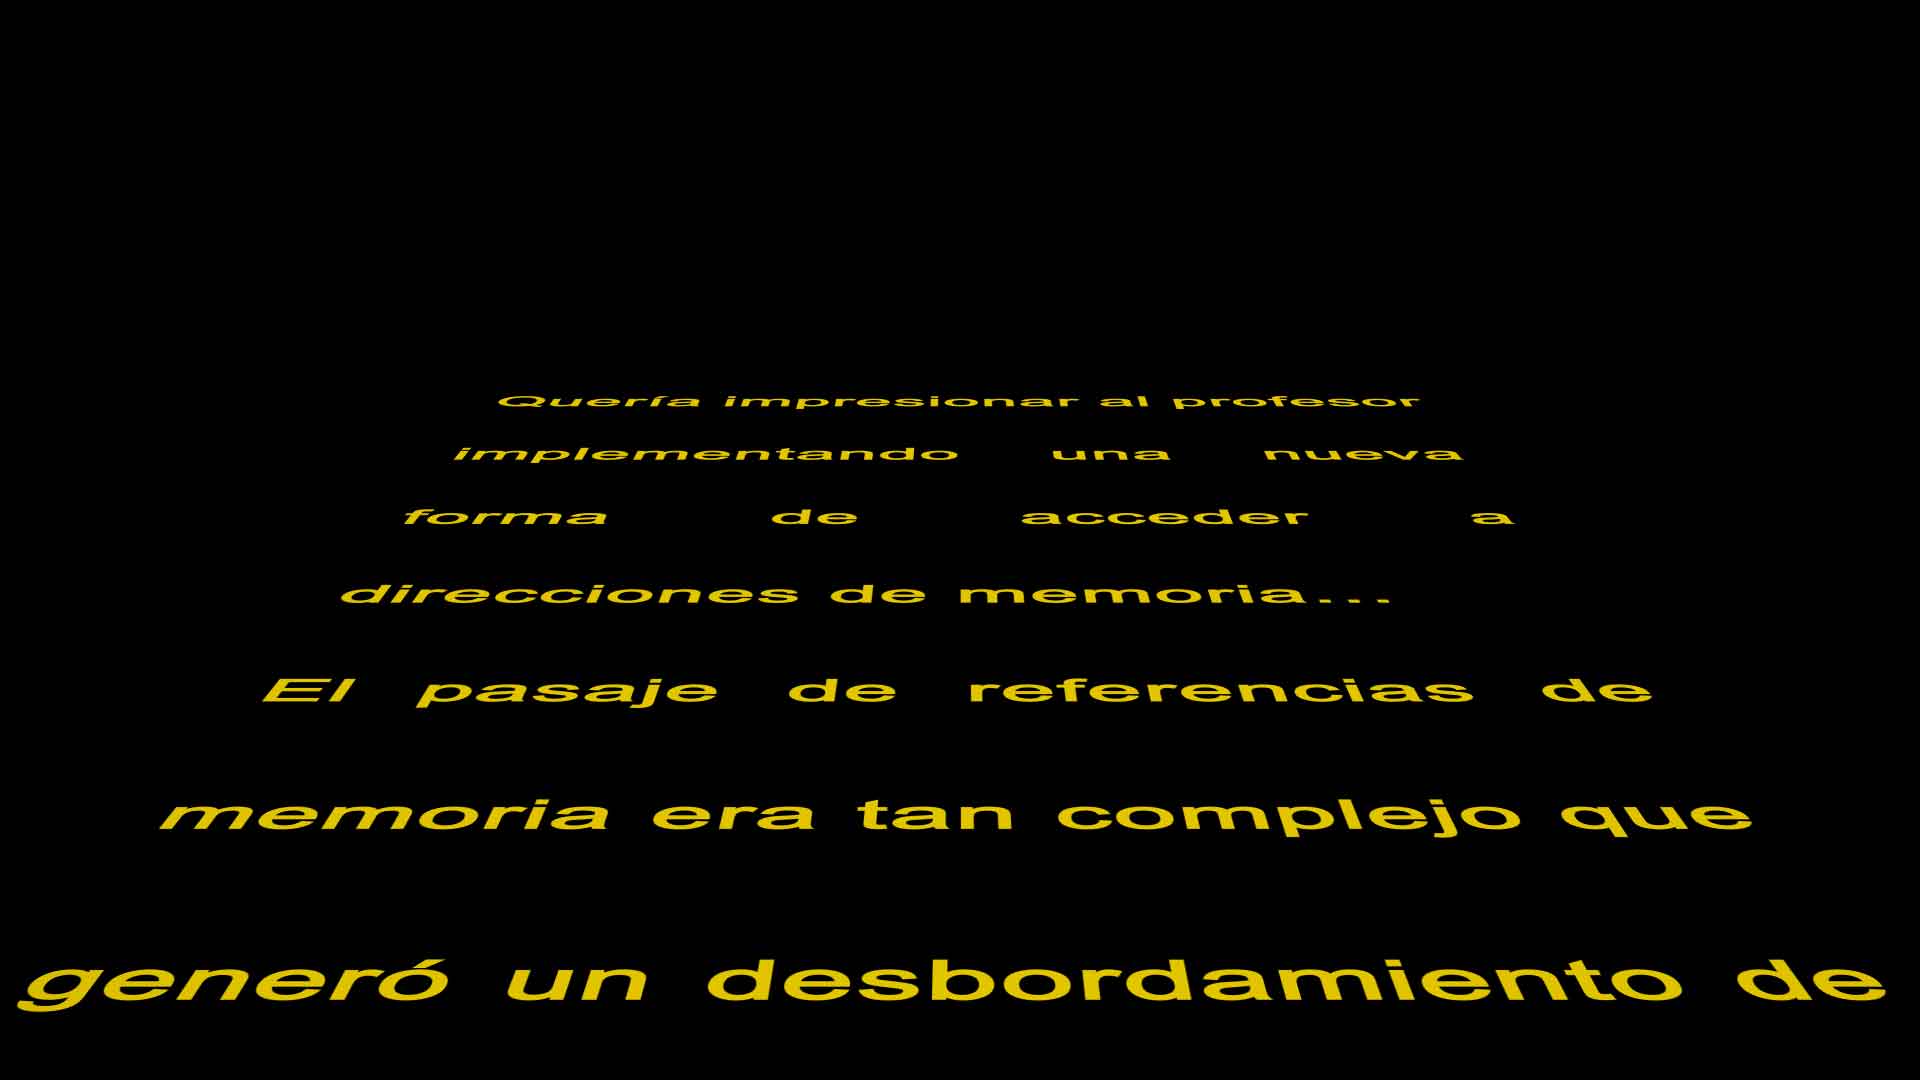 Quería impresionar al profesor
implementando una nueva
forma de acceder a
direcciones de memoria...
El pasaje de referencias de
memoria era tan complejo que
generó un desbordamiento de